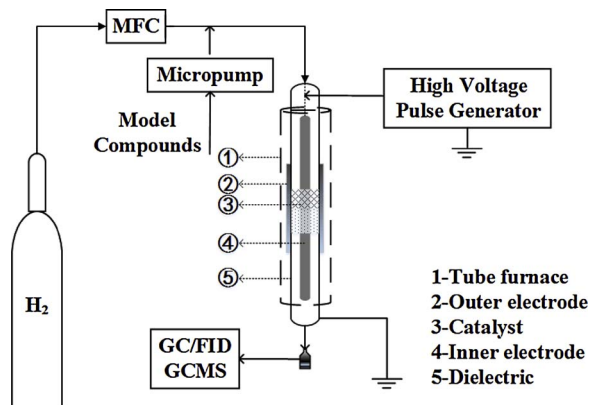 MFC
Micropump
Model
Compounds
High Voltage
Pulse Generator
①
②
③
④
⑤
H₂
GC/FID
GCMS
1-Tube furnace
2-Outer electrode
3-Catalyst
4-Inner electrode
5-Dielectric